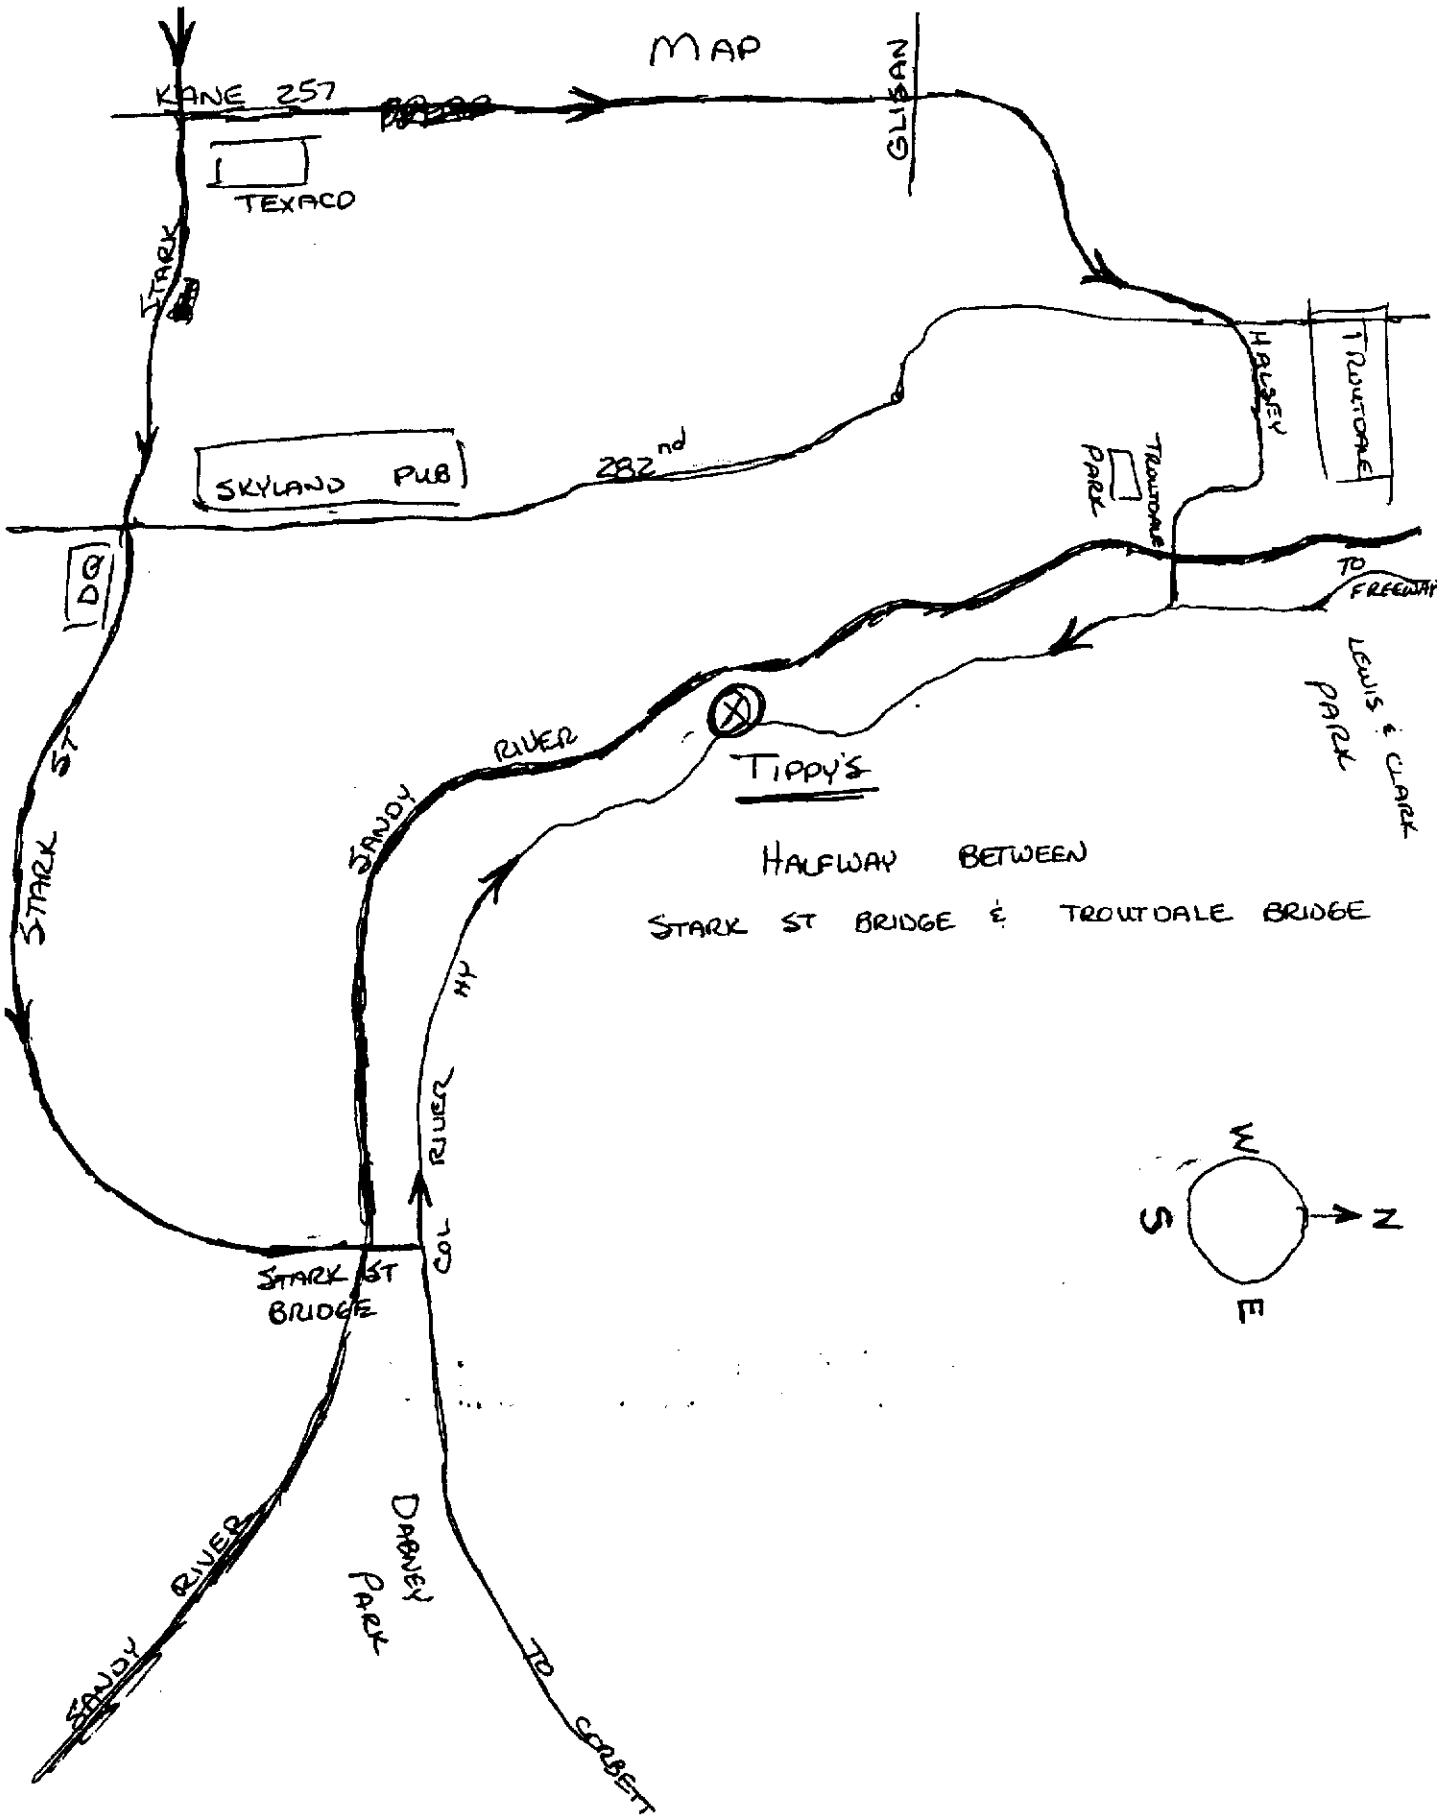 MAP
KANE 257
GLISAN
TEXACO
STARK
HALSEY
TROUTDALE
SKYLAND PUB
282nd
TROUTDALE
PARK
DQ
TO
FREEWAY
LEWIS & CLARK
PARK
STARK ST
SANDY RIVER
TIPPY'S
HALFWAY BETWEEN
STARK ST BRIDGE & TROUTDALE BRIDGE
COL RIVER HY
W
S
N
E
STARK ST
BRIDGE
DABNEY
PARK
SANDY RIVER
TO CORBETT